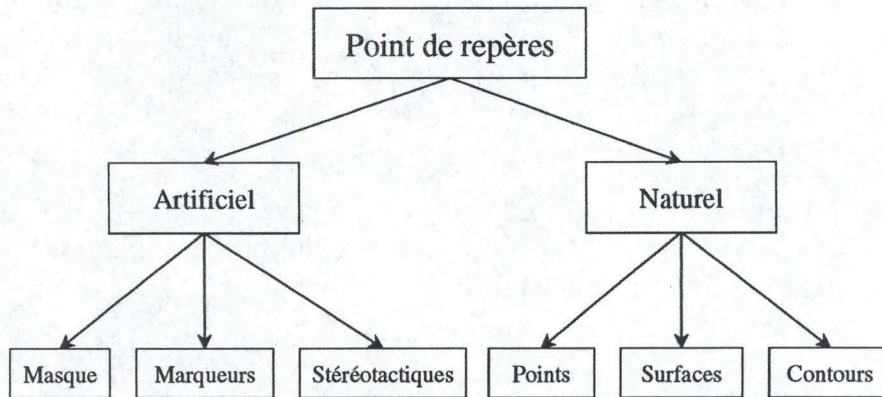 Point de repères
Artificiel
Naturel
Masque
Marqueurs
Stéréotactiques
Points
Surfaces
Contours